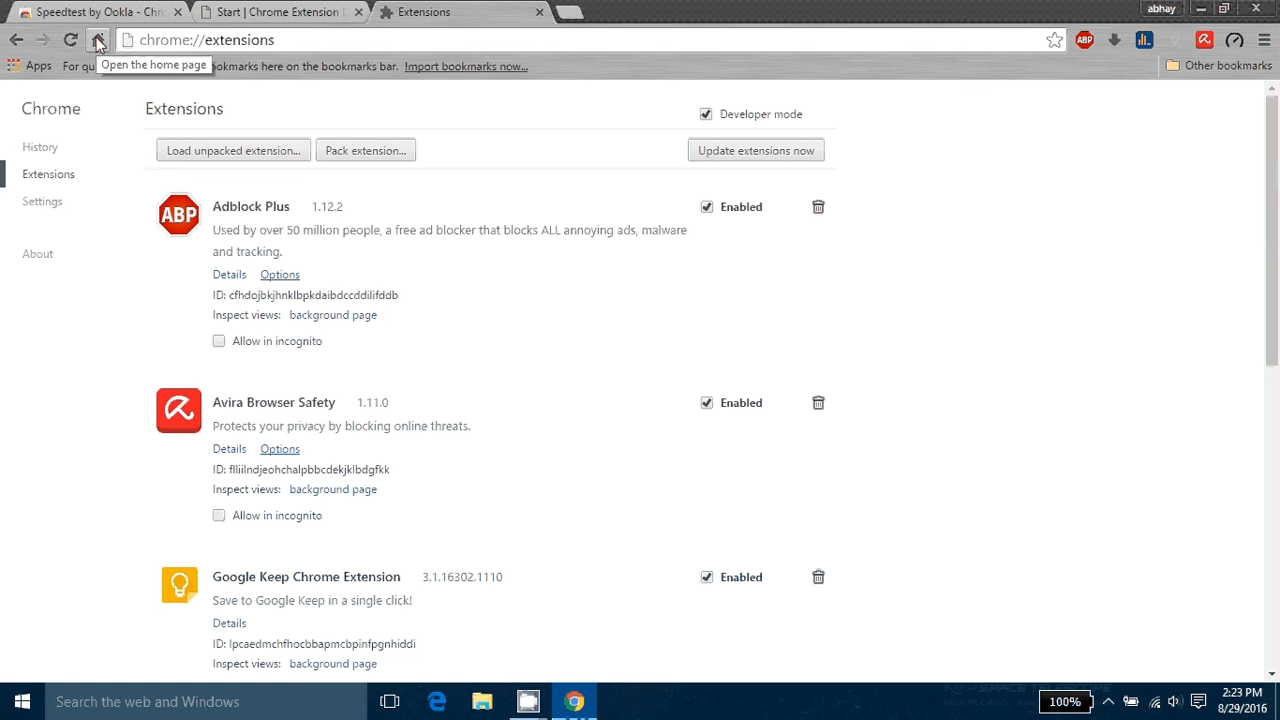 Speedtest by Ookla - Chro
Start | Chrome Extension D
Extensions
abhay
chrome://extensions
ABP
Apps
For qu
okmarks here on the bookmarks bar.
Import bookmarks now...
Other bookmarks
Open the home page
Chrome
History
Extensions
Settings
About
Extensions
Developer mode
Load unpacked extension...
Pack extension...
Update extensions now
ABP
Adblock Plus 1.12.2
Enabled
Used by over 50 million people, a free ad blocker that blocks ALL annoying ads, malware
and tracking.
Details Options
ID: cfhdojbkjhnklbpkdaibdccddilifddb
Inspect views: background page
Allow in incognito
Avira Browser Safety 1.11.0
Enabled
Protects your privacy by blocking online threats.
Details Options
ID: flliilndjeohchalpbbcdekjklbdgfkk
Inspect views: background page
Allow in incognito
Google Keep Chrome Extension 3.1.16302.1110
Enabled
Save to Google Keep in a single click!
Details
ID: lpcaedmchfhocbbapmcbpinfpgnhiddi
Inspect views: background page
SPACE TELESCOPE
Search the web and Windows
100%
2:23 PM
8/29/2016